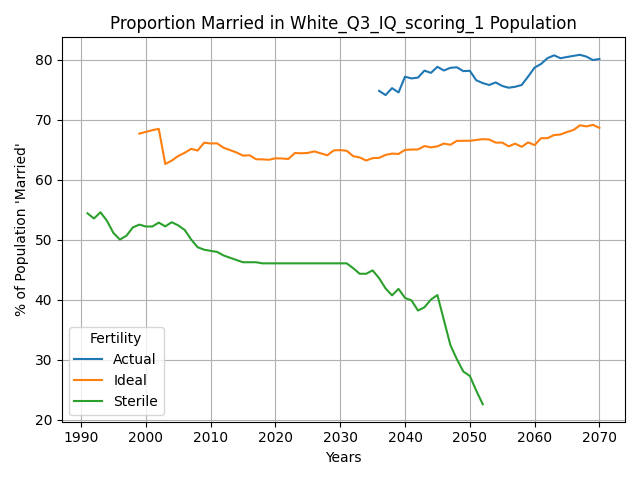 Proportion Married in White_Q3_IQ_scoring_1 Population
% of Population 'Married'
80
70
60
50
40
30
20
Fertility
Actual
Ideal
Sterile
1990 2000 2010 2020 2030 2040 2050 2060 2070
Years